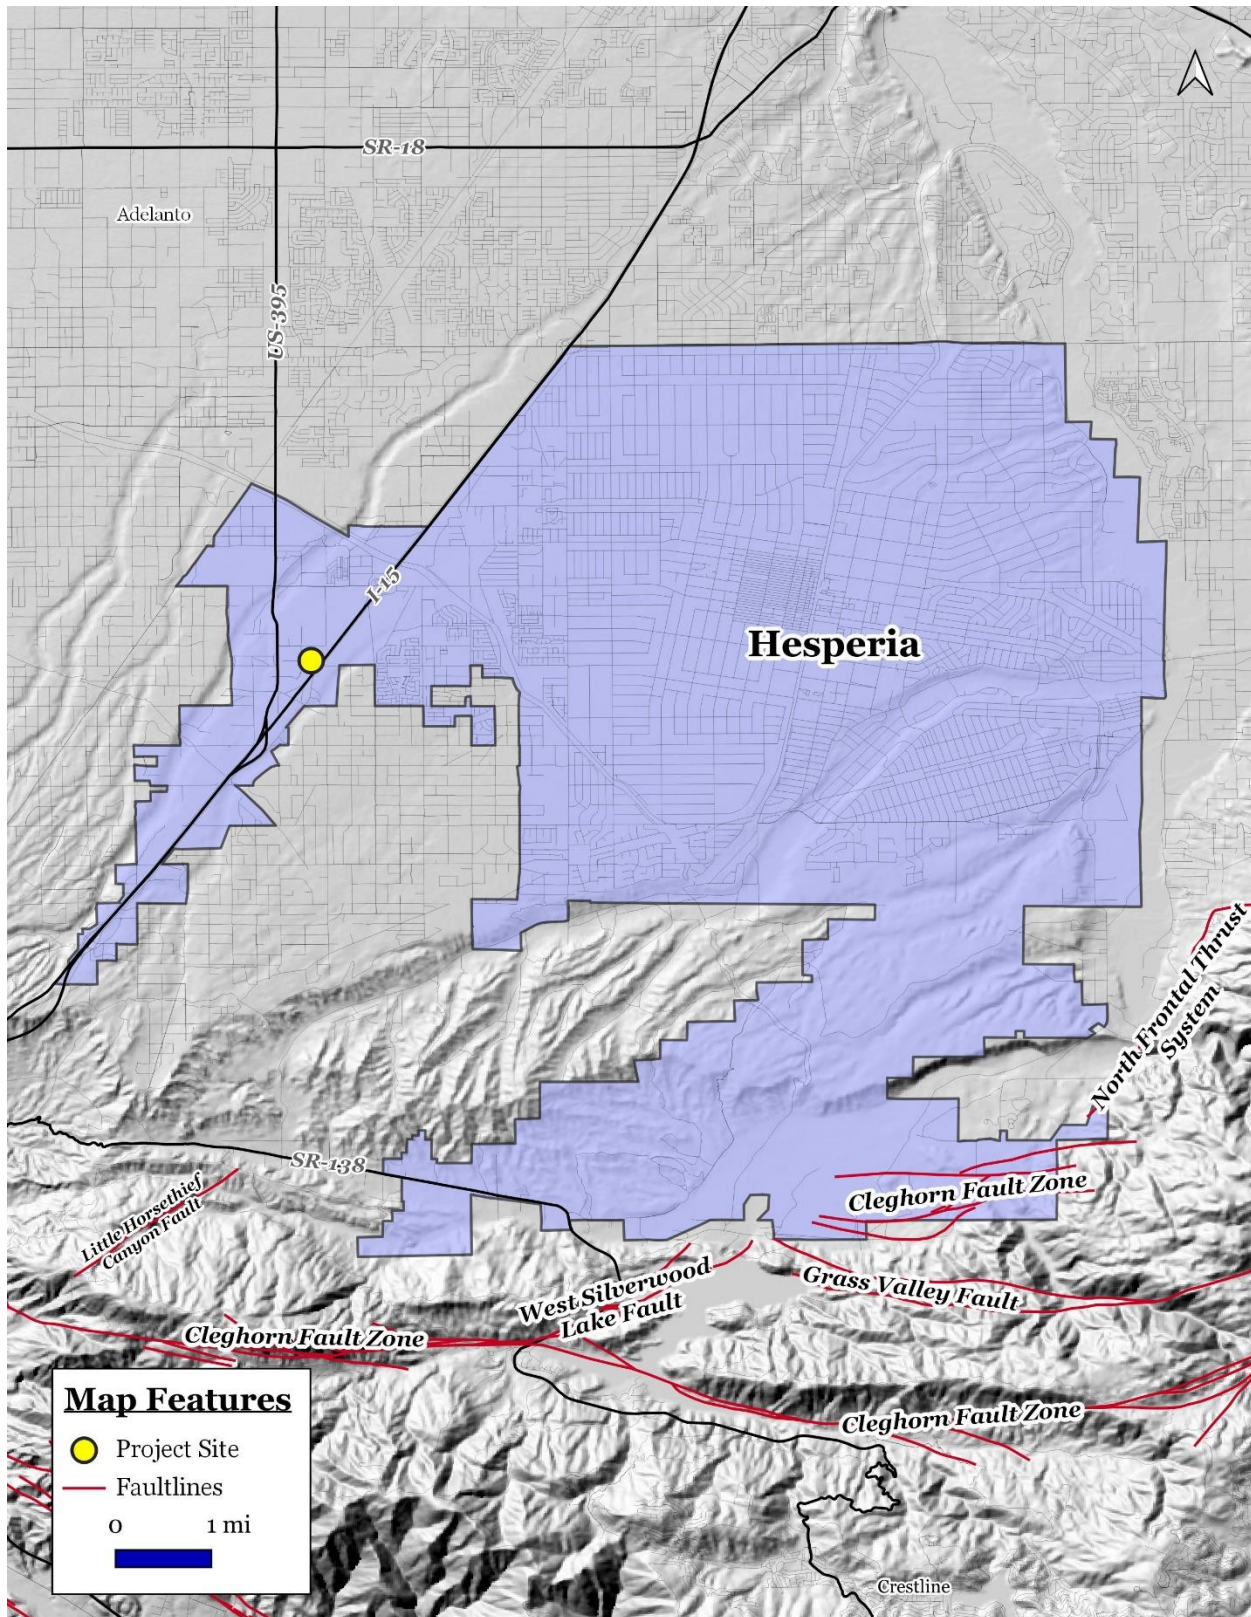 SR-18
Adelanto
US-395
I-15
Hesperia
North Frontal Thrust
System
SR-138
Cleghorn Fault Zone
Little Horsethief
Canyon Fault
West Silverwood
Lake Fault
Grass Valley Fault
Cleghorn Fault Zone
Cleghorn Fault Zone
Map Features
Project Site
Faultlines
0 1 mi
Crestline